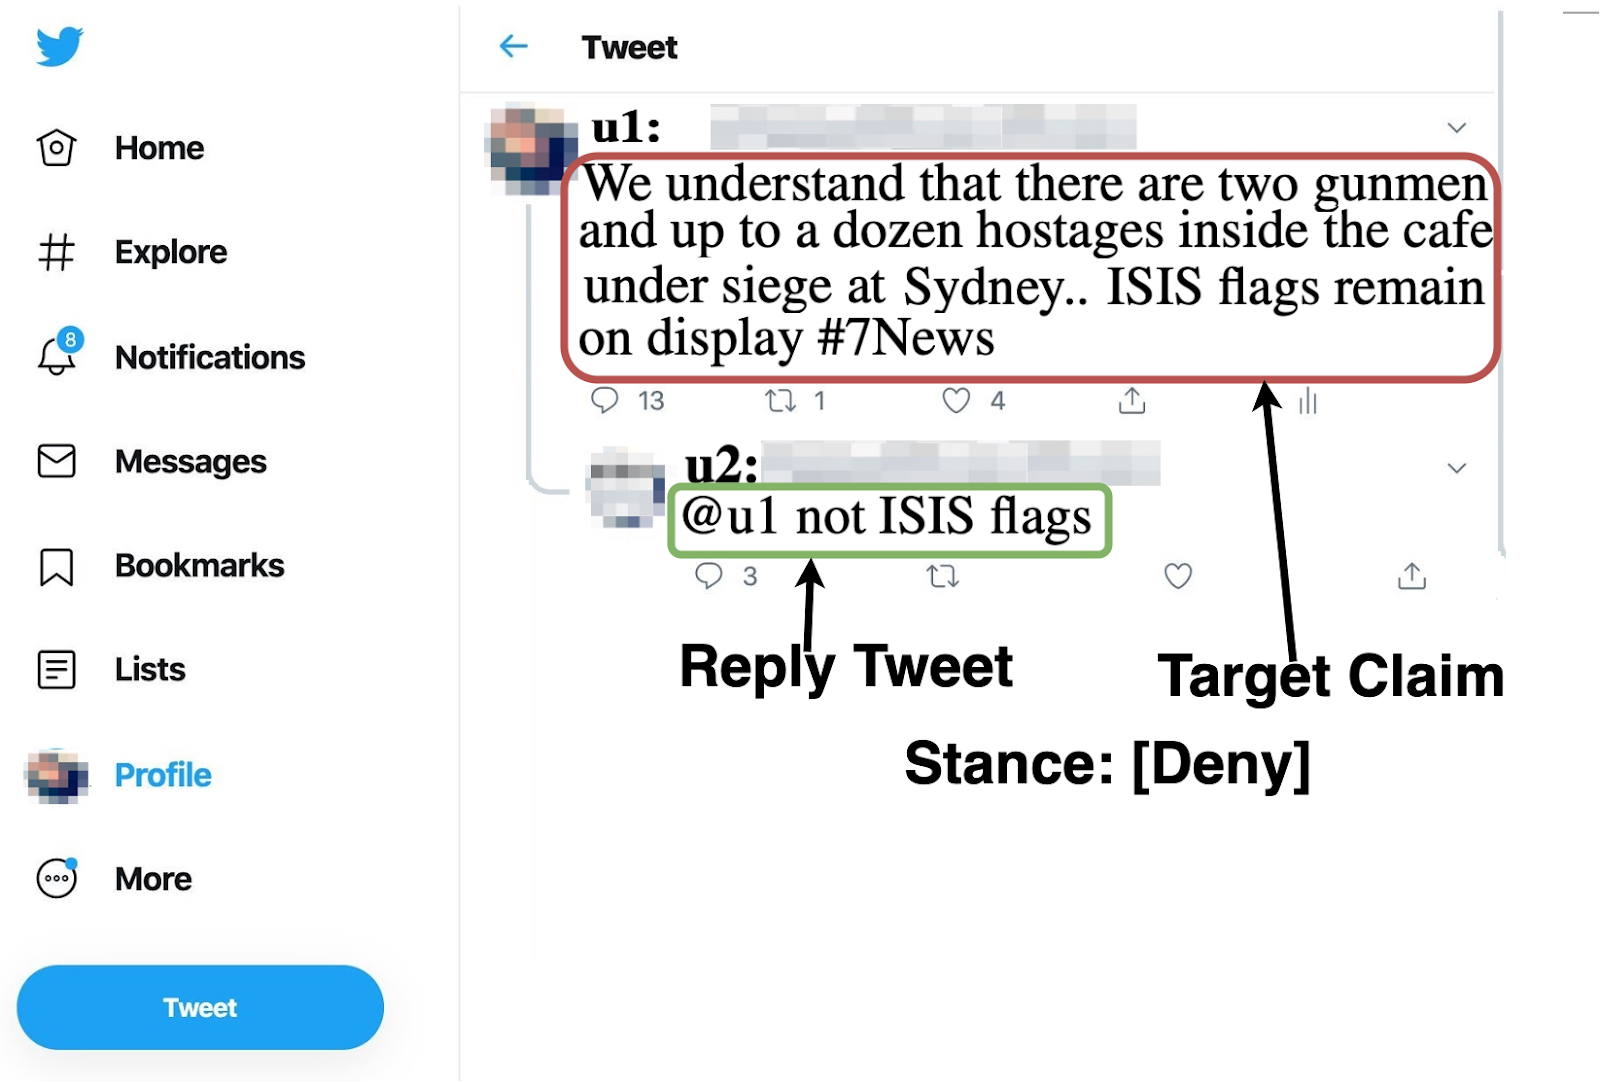 Home
Explore
8
Notifications
Messages
Bookmarks
Lists
Profile
More
Tweet
Tweet
u1:
We understand that there are two gunmen
and up to a dozen hostages inside the cafe
under siege at Sydney.. ISIS flags remain
on display #7News
13 1 4
u2:
@u1 not ISIS flags
3
Reply Tweet
Target Claim
Stance: [Deny]